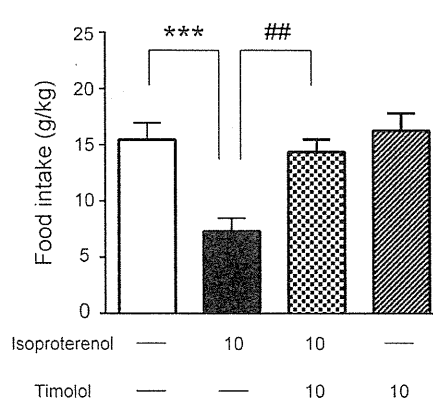 25
*** ##
20
15
10
5
0
Food intake (g/kg)
Isoproterenol — 10 10 —
Timolol — — 10 10